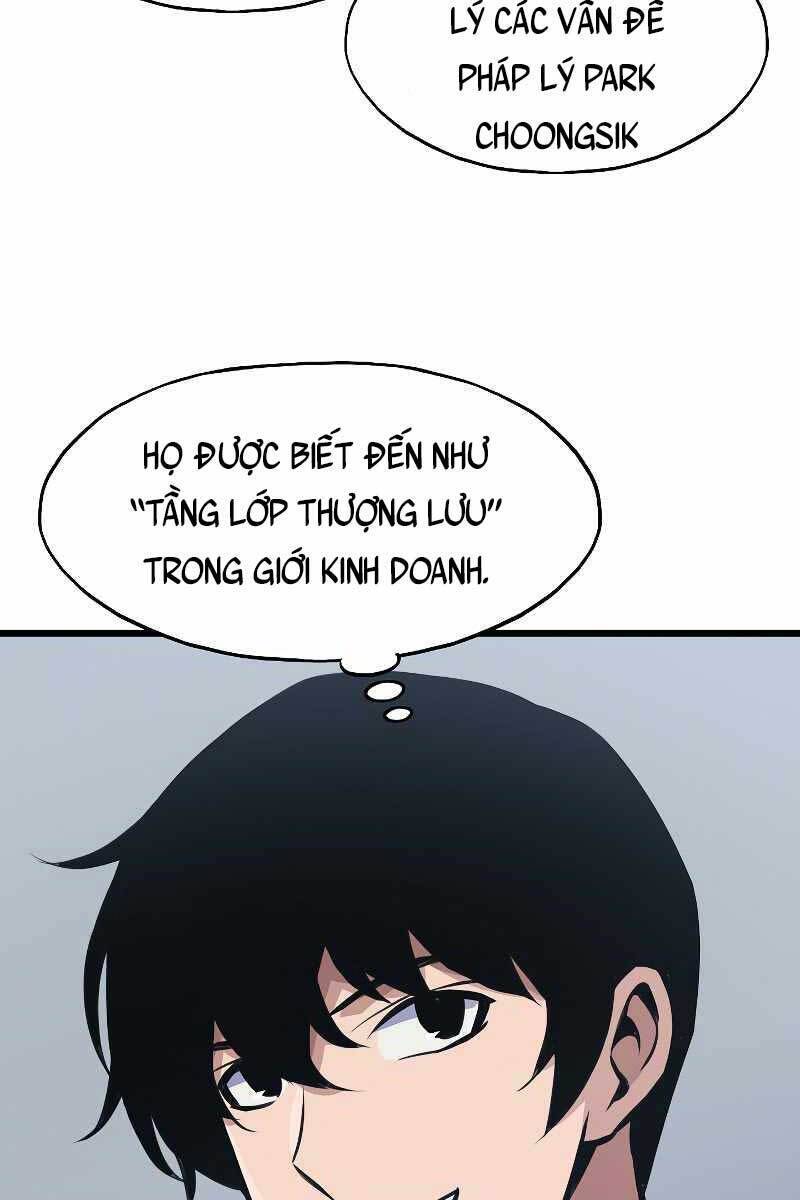 LÝ CÁC VẤN ĐỀ
PHÁP LÝ PARK
CHOONGSIK
HỌ ĐƯỢC BIẾT ĐẾN NHƯ
“TẦNG LỚP THƯỢNG LƯU”
TRONG GIỚI KINH DOANH.